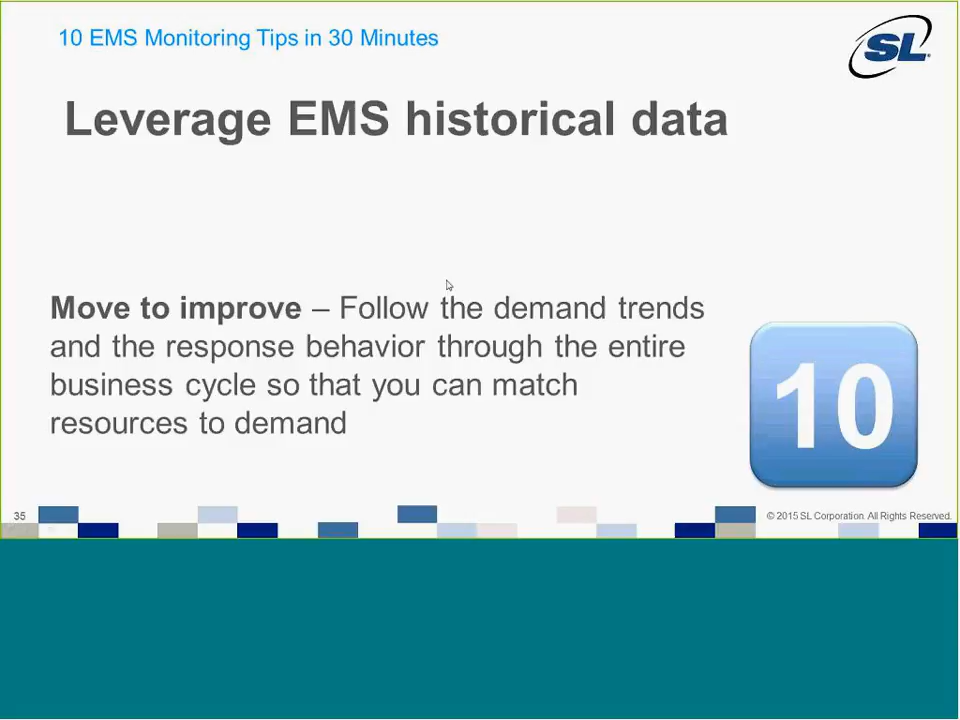 10 EMS Monitoring Tips in 30 Minutes
SL®
Leverage EMS historical data
Move to improve – Follow the demand trends
and the response behavior through the entire
business cycle so that you can match
resources to demand
10
35
© 2015 SL Corporation. All Rights Reserved.